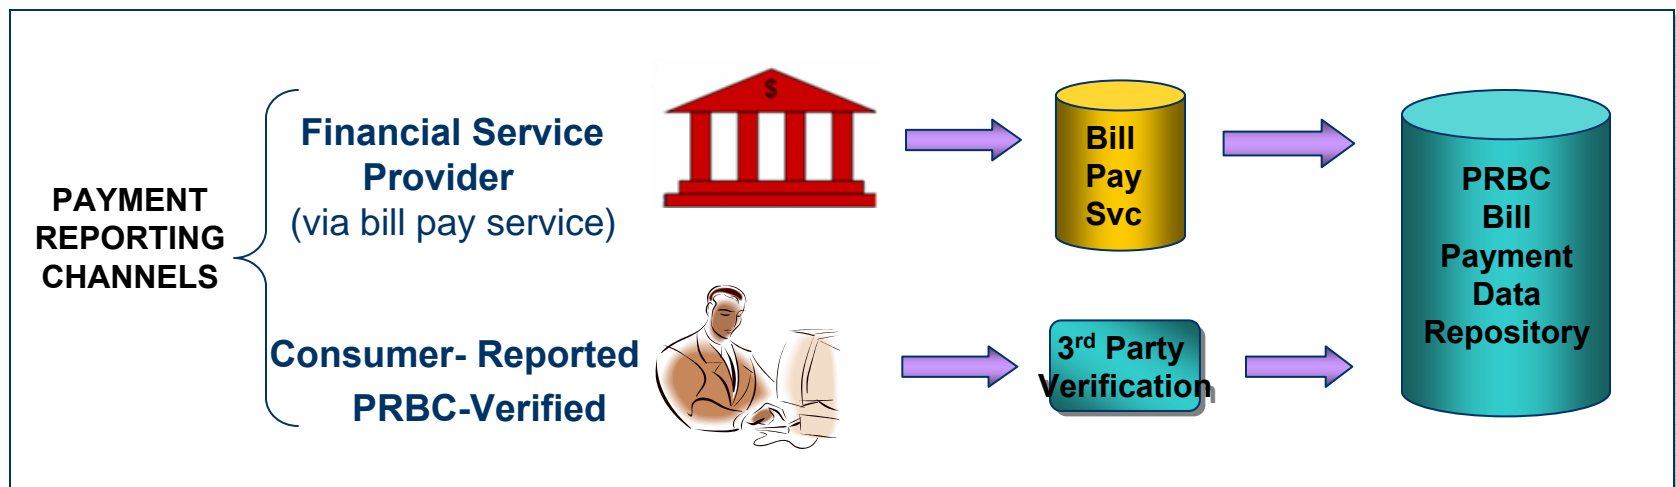 PAYMENT
REPORTING
CHANNELS
Financial Service
Provider
(via bill pay service)
$
Bill
Pay
Svc
Consumer- Reported
PRBC-Verified
3rd Party
Verification
PRBC
Bill
Payment
Data
Repository